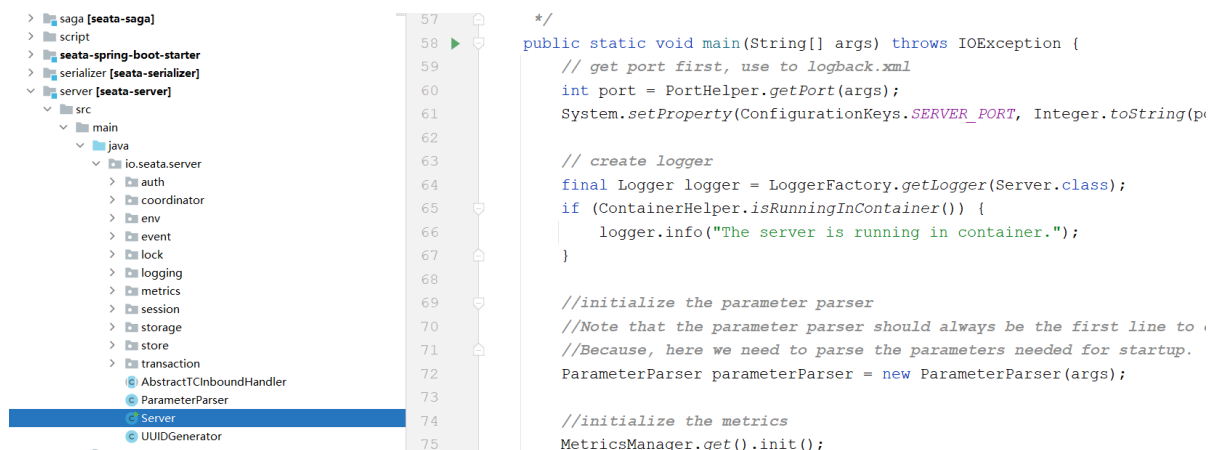 saga [seata-saga]
script
seata-spring-boot-starter
serializer [seata-serializer]
server [seata-server]
src
main
java
io.seata.server
auth
coordinator
env
event
lock
logging
metrics
session
storage
store
transaction
AbstractTCInboundHandler
ParameterParser
Server
UUIDGenerator
57 */
58 public static void main(String[] args) throws IOException {
59 // get port first, use to logback.xml
60 int port = PortHelper.getPort(args);
61 System.setProperty(ConfigurationKeys.SERVER_PORT, Integer.toString(po
62
63 // create logger
64 final Logger logger = LoggerFactory.getLogger(Server.class);
65 if (ContainerHelper.isRunningInContainer()) {
66 logger.info("The server is running in container.");
67 }
68
69 //initialize the parameter parser
70 //Note that the parameter parser should always be the first line to
71 //Because, here we need to parse the parameters needed for startup.
72 ParameterParser parameterParser = new ParameterParser(args);
73
74 //initialize the metrics
75 MetricsManager.get().init();